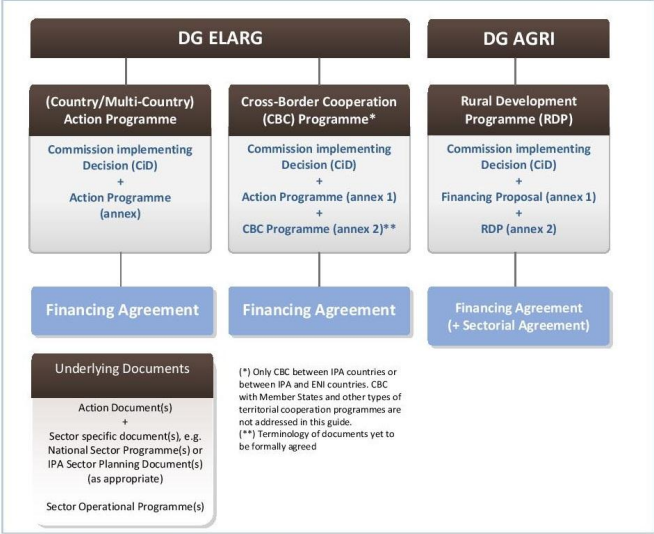 DG ELARG
DG AGRI
(Country/Multi-Country)
Action Programme
Commission implementing
Decision (CiD)
+
Action Programme
(annex)
Cross-Border Cooperation
(CBC) Programme*
Commission implementing
Decision (CiD)
+
Action Programme (annex 1)
+
CBC Programme (annex 2)**
Rural Development
Programme (RDP)
Commission implementing
Decision (CiD)
+
Financing Proposal (annex 1)
+
RDP (annex 2)
Financing Agreement
Financing Agreement
Financing Agreement
(+ Sectorial Agreement)
Underlying Documents
Action Document(s)
+
Sector specific document(s), e.g.
National Sector Programme(s) or
IPA Sector Planning Document(s)
(as appropriate)
Sector Operational Programme(s)
(*) Only CBC between IPA countries or
between IPA and ENI countries. CBC
with Member States and other types of
territorial cooperation programmes are
not addressed in this guide.
(**) Terminology of documents yet to
be formally agreed